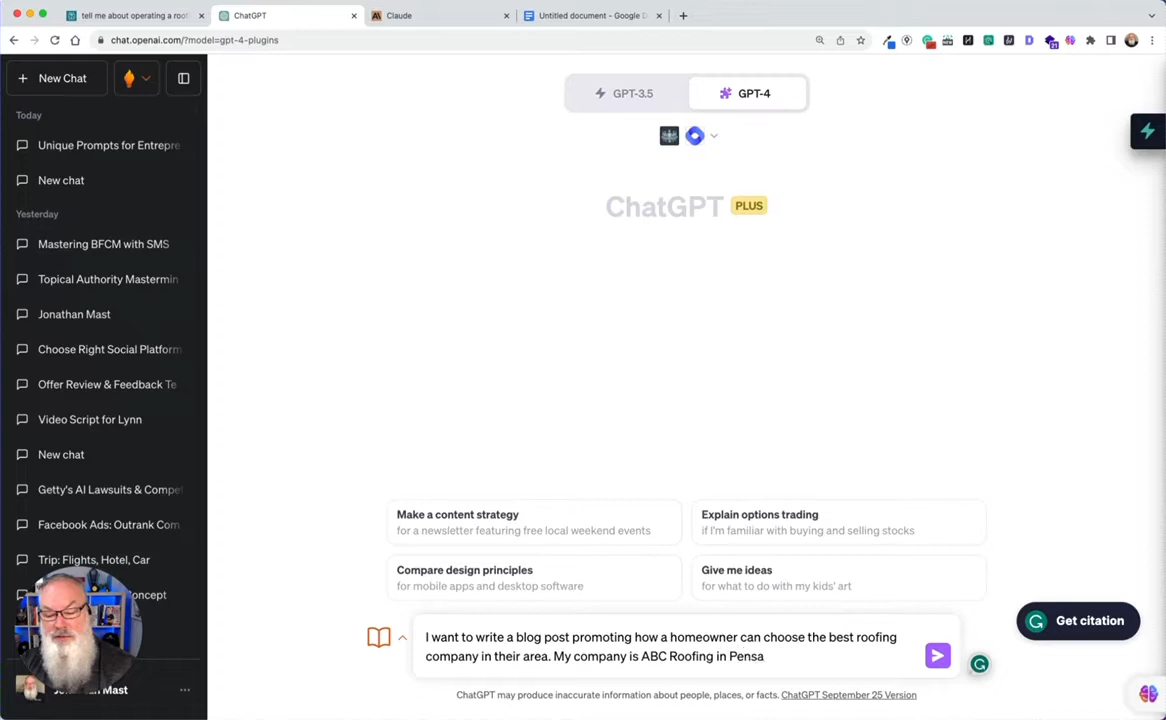 tell me about operating a roo
ChatGPT
Claude
Untitled document - Google D
chat.openai.com/?model=gpt-4-plugins
21
New Chat
GPT-3.5
GPT-4
Today
Unique Prompts for Entrepre
New chat
ChatGPT PLUS
Yesterday
Mastering BFCM with SMS
Topical Authority Mastermin
Jonathan Mast
Choose Right Social Platform
Offer Review & Feedback Te
Video Script for Lynn
New chat
Getty's AI Lawsuits & Compe
Facebook Ads: Outrank Com
Trip: Flights, Hotel, Car
oncept
Mast
Make a content strategy
for a newsletter featuring free local weekend events
Explain options trading
if I'm familiar with buying and selling stocks
Compare design principles
for mobile apps and desktop software
Give me ideas
for what to do with my kids' art
I want to write a blog post promoting how a homeowner can choose the best roofing
company in their area. My company is ABC Roofing in Pensa
Get citation
ChatGPT may produce inaccurate information about people, places, or facts. ChatGPT September 25 Version